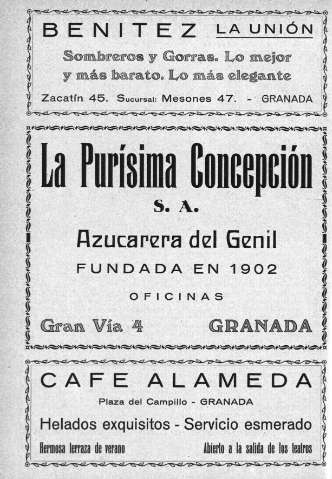 BENITEZ LA UNIÓN
Sombreros y Gorras. Lo mejor
y más barato. Lo más elegante
Zacatín 45. Sucursal: Mesones 47. - GRANADA
La Purísima Concepción
S. A.
Azucarera del Genil
FUNDADA EN 1902
OFICINAS
Gran Vía 4 GRANADA
CAFE ALAMEDA
Plaza del Campillo - GRANADA
Helados exquisitos - Servicio esmerado
Hermosa terraza de verano Abierto a la salida de los teatros